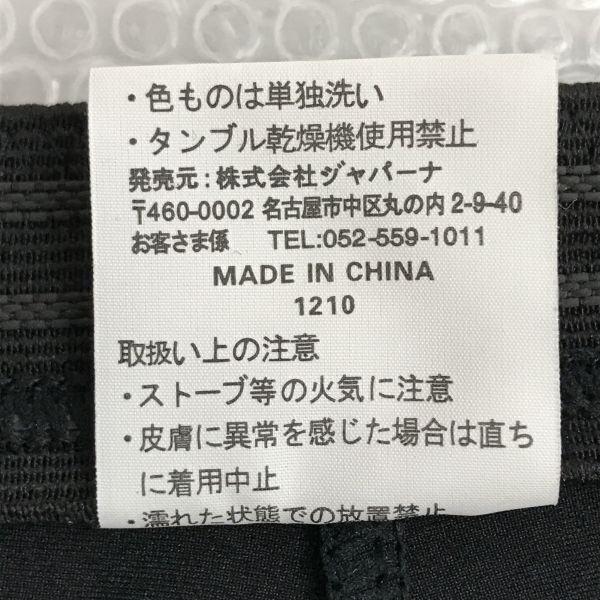 ・色ものは単独洗い
・タンブル乾燥機使用禁止
発売元:株式会社ジャパーナ
〒460-0002 名古屋市中区丸の内2-9-40
お客さま係 TEL:052-559-1011
MADE IN CHINA
1210
取扱い上の注意
・ストーブ等の火気に注意
・皮膚に異常を感じた場合は直ち
に着用中止
・濡れた状態での放置禁止